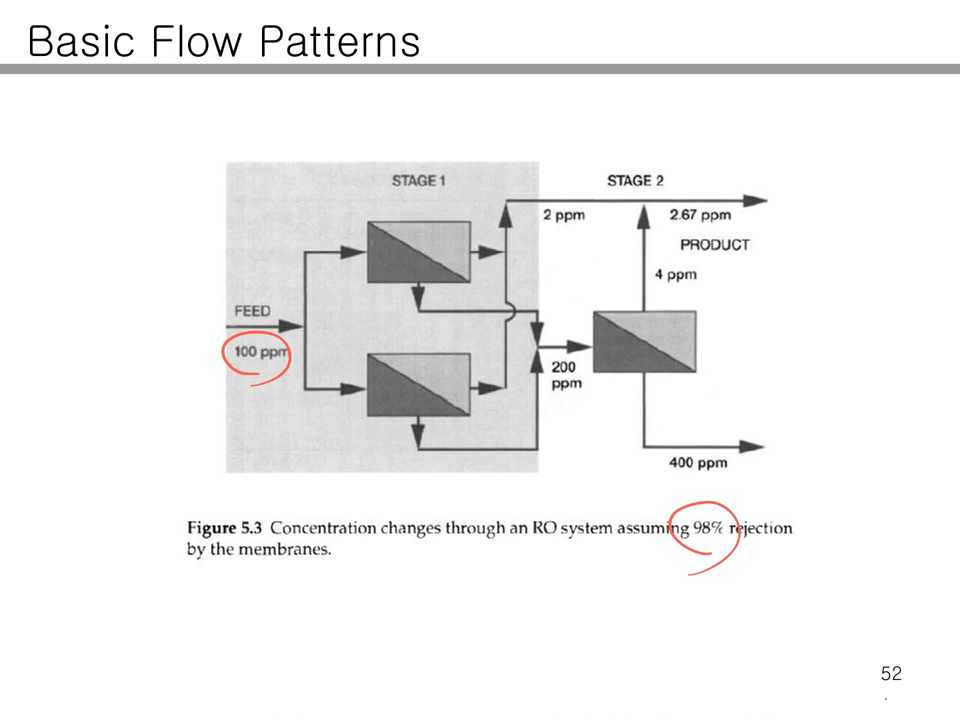 Basic Flow Patterns
STAGE 1
STAGE 2
2 ppm
2.67 ppm
PRODUCT
4 ppm
FEED
100 ppm
200
ppm
400 ppm
Figure 5.3 Concentration changes through an RO system assuming 98% rejection
by the membranes.
52
.